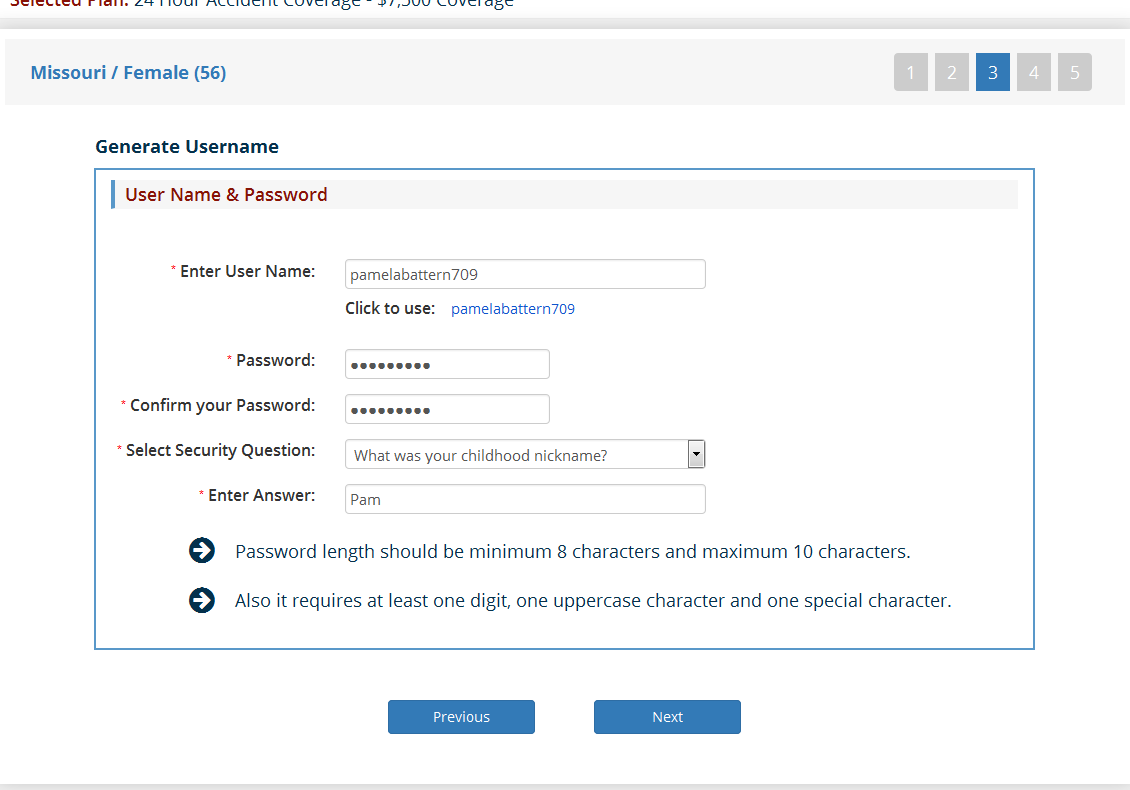 Selected Plan: 24 Hour Accident Coverage - $7,500 Coverage
Missouri / Female (56)
1 2 3 4 5
Generate Username
User Name & Password
* Enter User Name: pamelabattern709
Click to use: pamelabattern709
* Password: •••••••••
* Confirm your Password: •••••••••
* Select Security Question: What was your childhood nickname?
* Enter Answer: Pam
Password length should be minimum 8 characters and maximum 10 characters.
Also it requires at least one digit, one uppercase character and one special character.
Previous Next